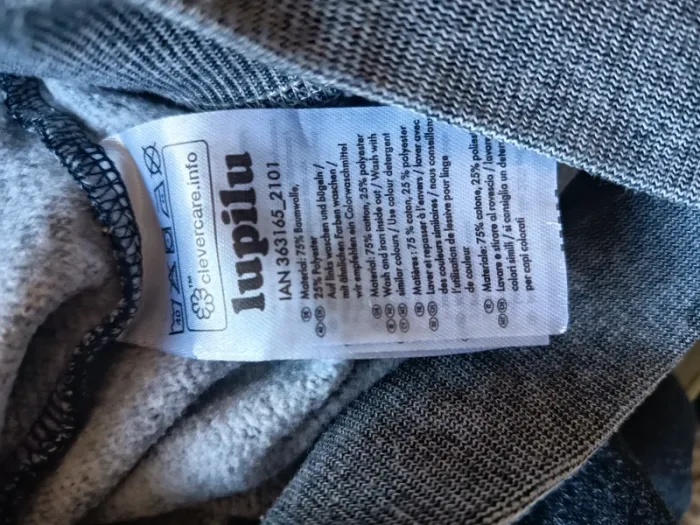 40
clevercare.info
™
lupilu
IAN 363165_2101
Material: 75% Baumwolle,
25% Polyester
Auf links waschen und bügeln /
mit ähnlichen Farben waschen /
wir empfehlen ein Colorwaschmittel
Material: 75% cotton, 25% polyester
Wash and iron inside out / Wash with
similar colours / Use colour detergent
Matières : 75 % coton, 25 % polyester
Laver et repasser à l'envers / laver avec
des couleurs similaires / nous conseillons
l'utilisation de lessive pour linge
de couleur
Materiale: 75% cotone, 25%
Lavare e stirare al rovescio /
colori simili / si consiglia un
per capi colorati